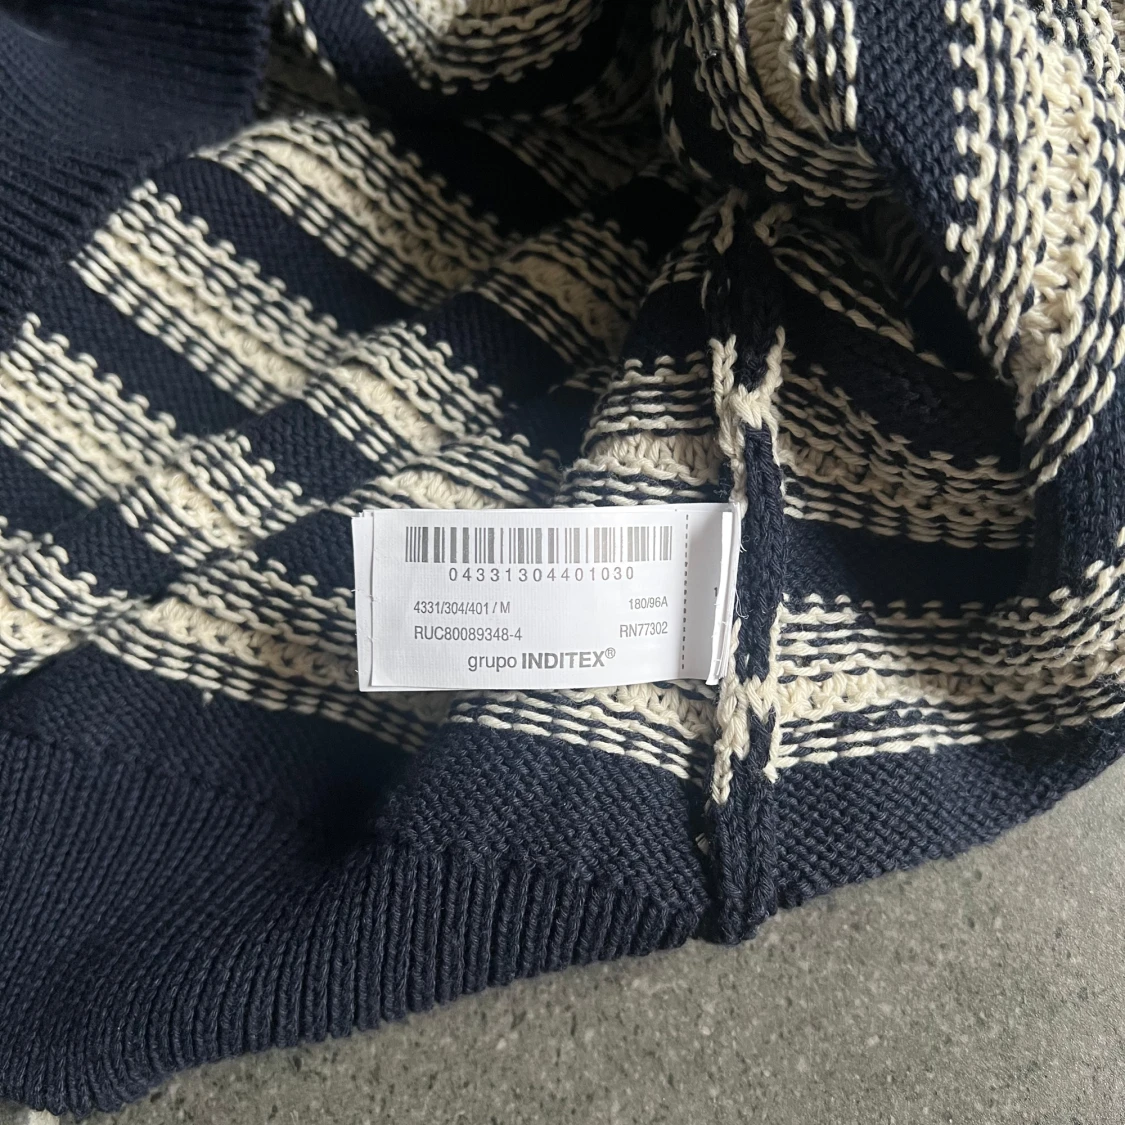 04331304401030
4331/304/401 / M 180/96A
RUC80089348-4 RN77302
grupo INDITEX®